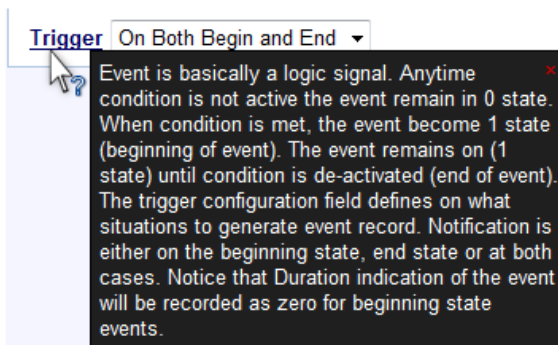 Trigger On Both Begin and End
Event is basically a logic signal. Anytime
condition is not active the event remain in 0 state.
When condition is met, the event become 1 state
(beginning of event). The event remains on (1
state) until condition is de-activated (end of event).
The trigger configuration field defines on what
situations to generate event record. Notification is
either on the beginning state, end state or at both
cases. Notice that Duration indication of the event
will be recorded as zero for beginning state
events.